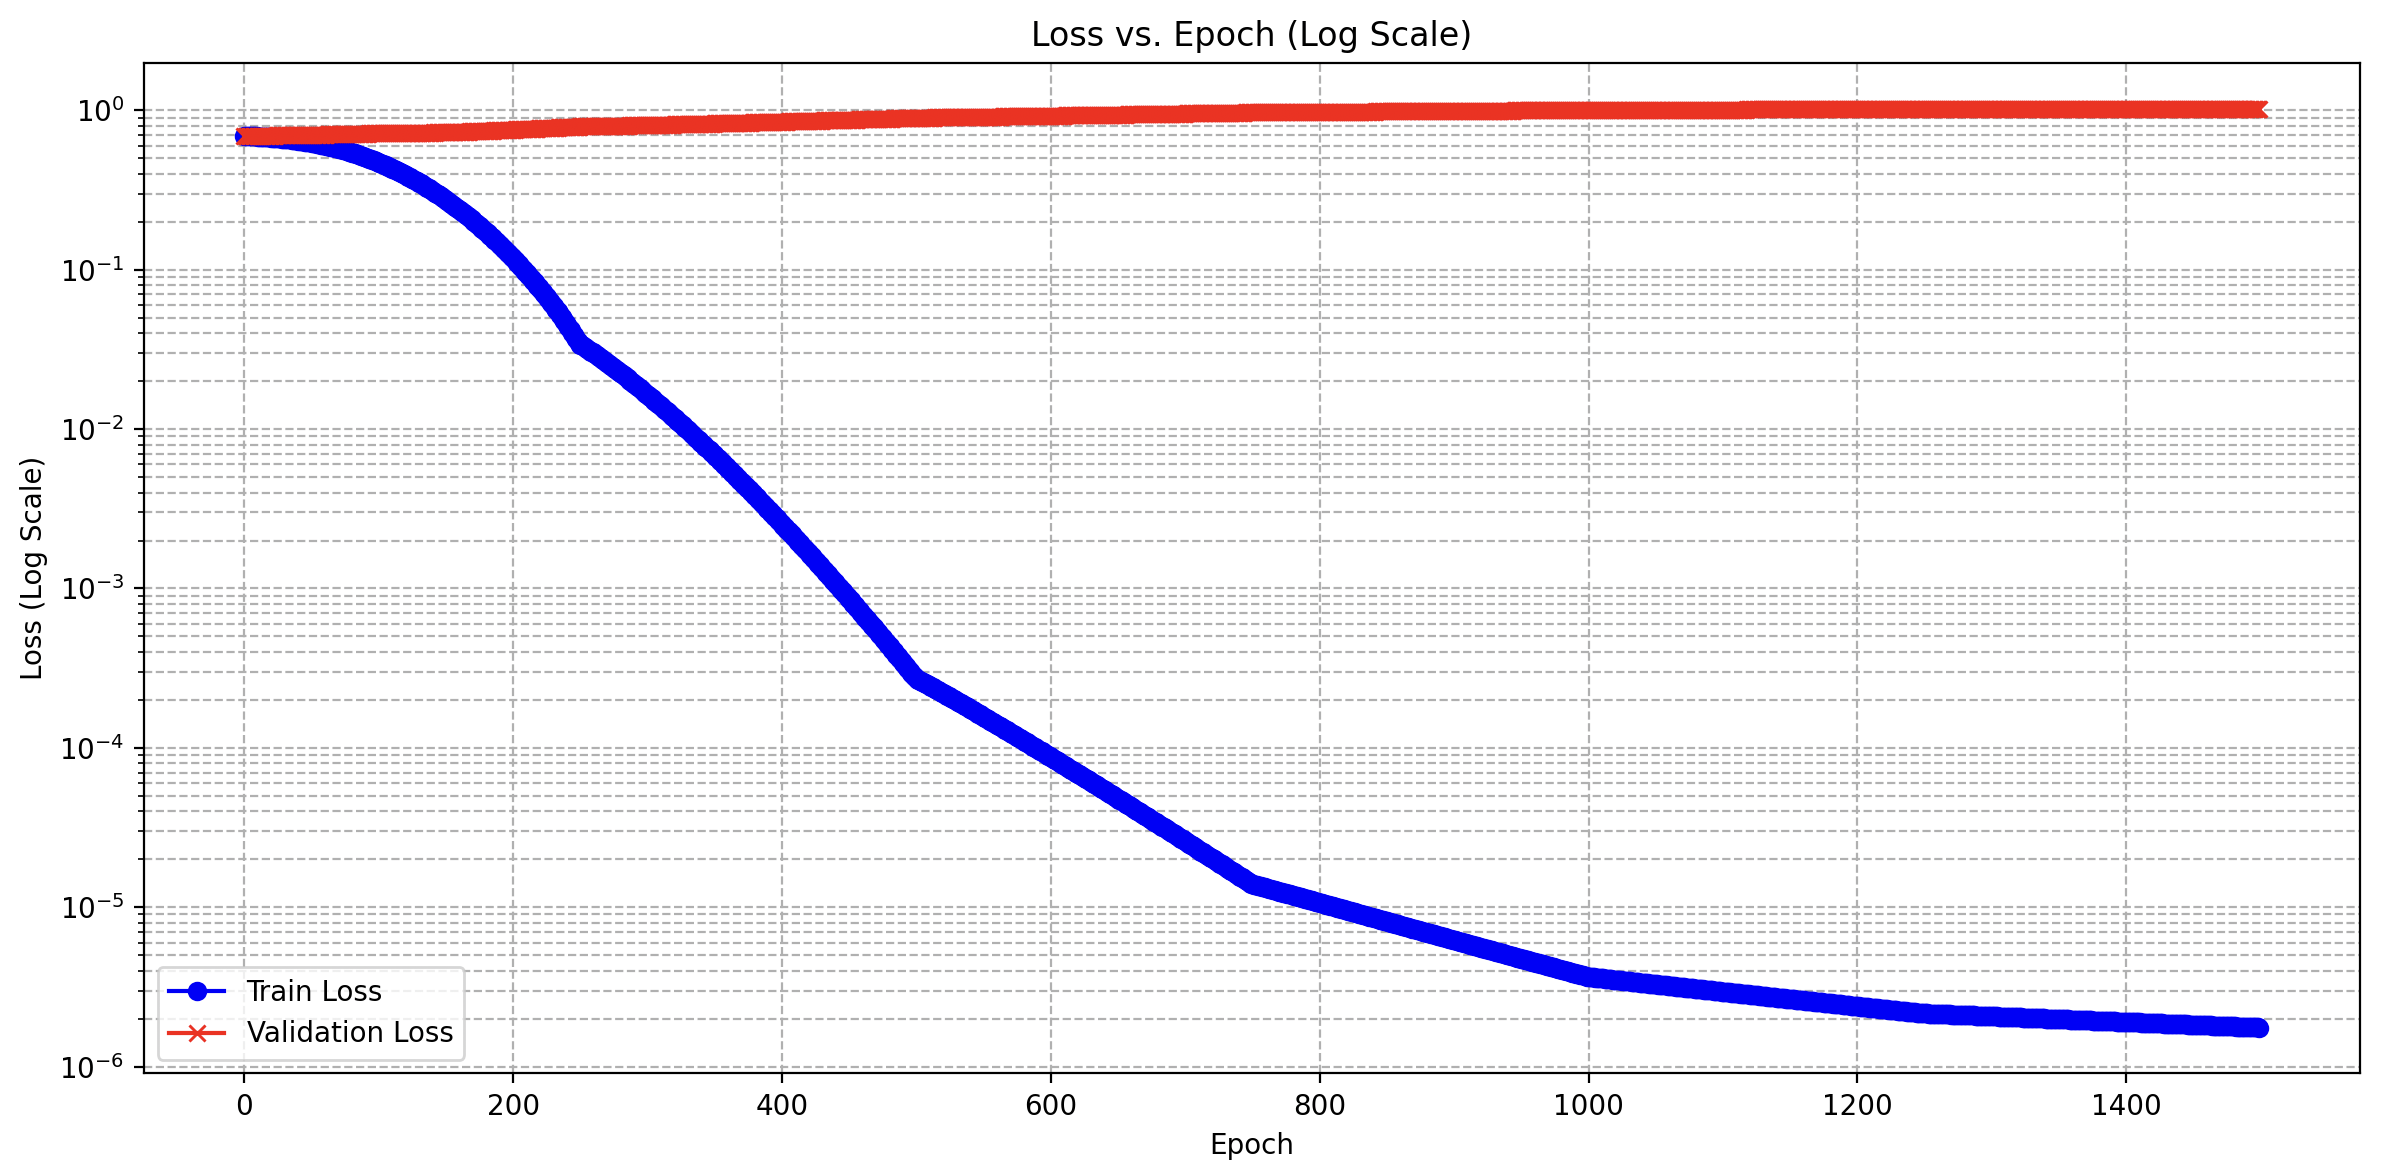 Loss vs. Epoch (Log Scale)
Loss (Log Scale)
10⁰
10⁻¹
10⁻²
10⁻³
10⁻⁴
10⁻⁵
10⁻⁶
Train Loss
Validation Loss
0 200 400 600 800 1000 1200 1400
Epoch